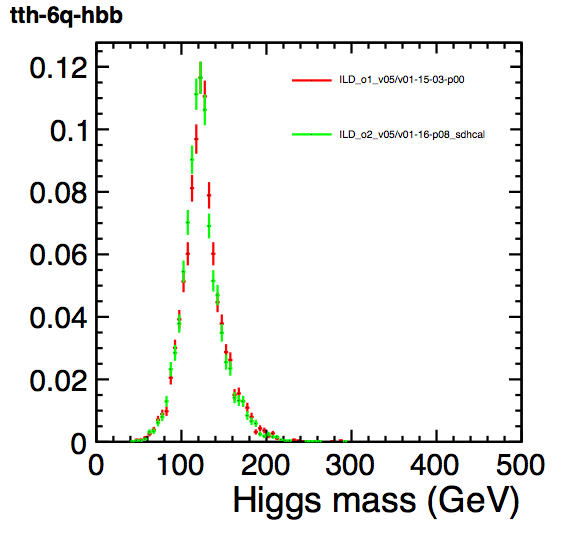 tth-6q-hbb
0.12
ILD_o1_v05/v01-15-03-p00
0.1
ILD_o2_v05/v01-16-p08_sdhcal
0.08
0.06
0.04
0.02
0
0 100 200 300 400 500
Higgs mass (GeV)